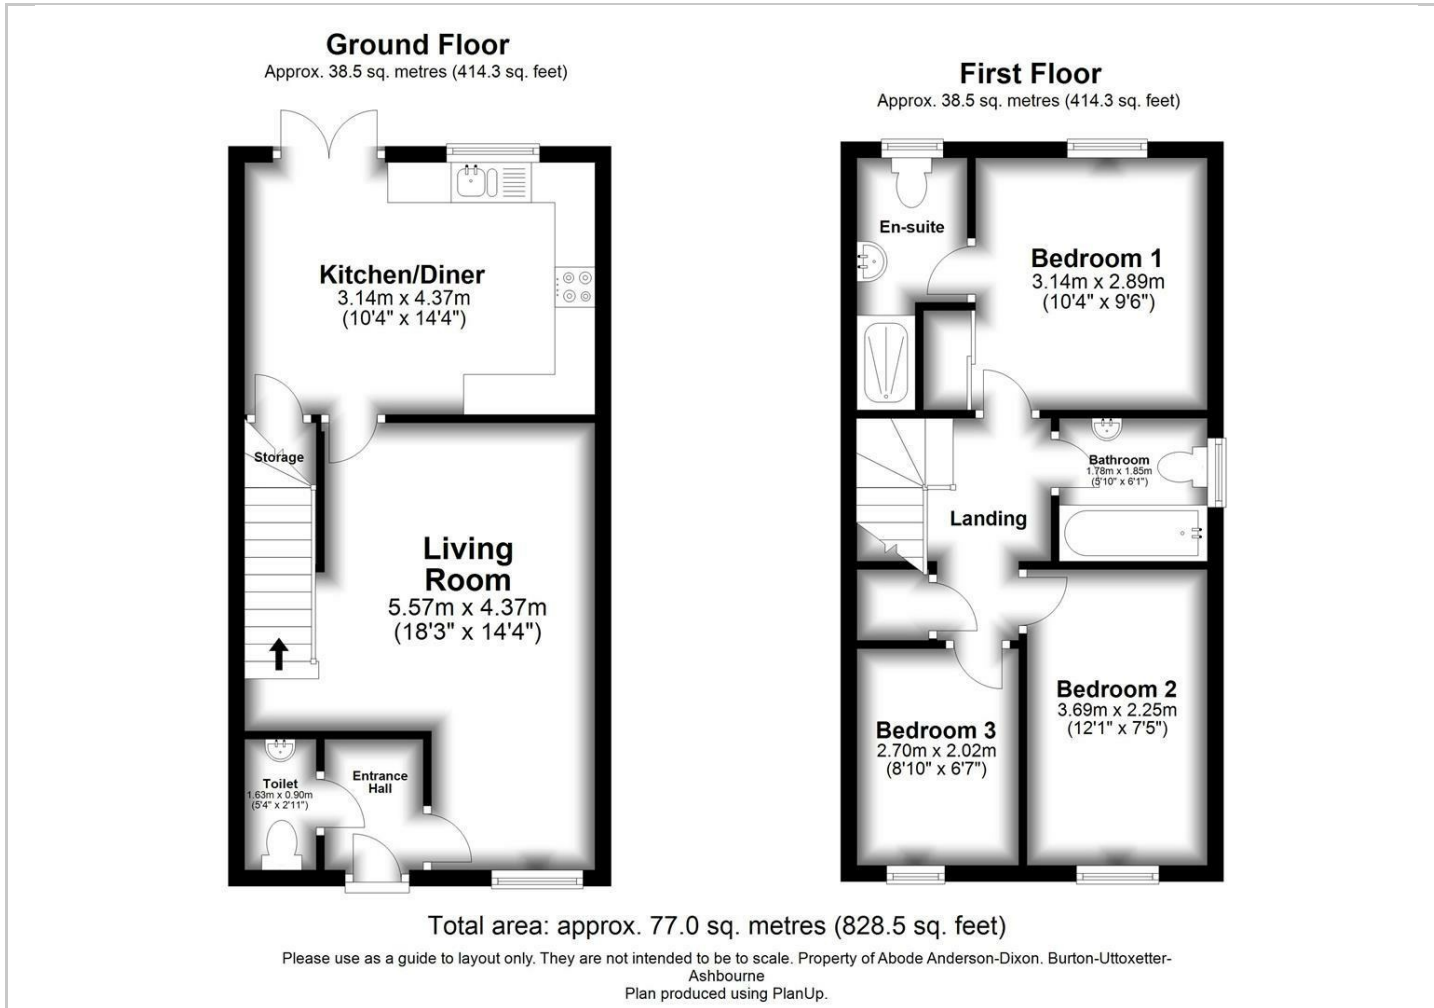 Ground Floor
Approx. 38.5 sq. metres (414.3 sq. feet)
Kitchen/Diner
3.14m x 4.37m
(10'4" x 14'4")
Storage
Living
Room
5.57m x 4.37m
(18'3" x 14'4")
Toilet
1.63m x 0.90m
(5'4" x 2'11")
Entrance
Hall
First Floor
Approx. 38.5 sq. metres (414.3 sq. feet)
En-suite
Bedroom 1
3.14m x 2.89m
(10'4" x 9'6")
Bathroom
1.78m x 1.85m
(5'10" x 6'1")
Landing
Bedroom 2
3.69m x 2.25m
(12'1" x 7'5")
Bedroom 3
2.70m x 2.02m
(8'10" x 6'7")
Total area: approx. 77.0 sq. metres (828.5 sq. feet)
Please use as a guide to layout only. They are not intended to be to scale. Property of Abode Anderson-Dixon. Burton-Uttoxetter-
Ashbourne
Plan produced using PlanUp.